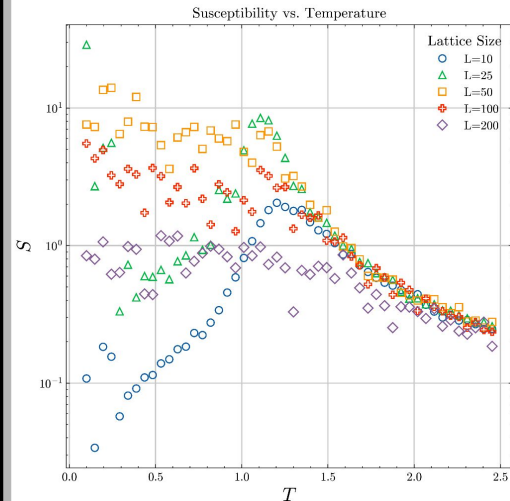 Susceptibility vs. Temperature
Lattice Size
L=10
L=25
L=50
L=100
L=200
10¹
10⁰
10⁻¹
S
0.0 0.5 1.0 1.5 2.0 2.5
T